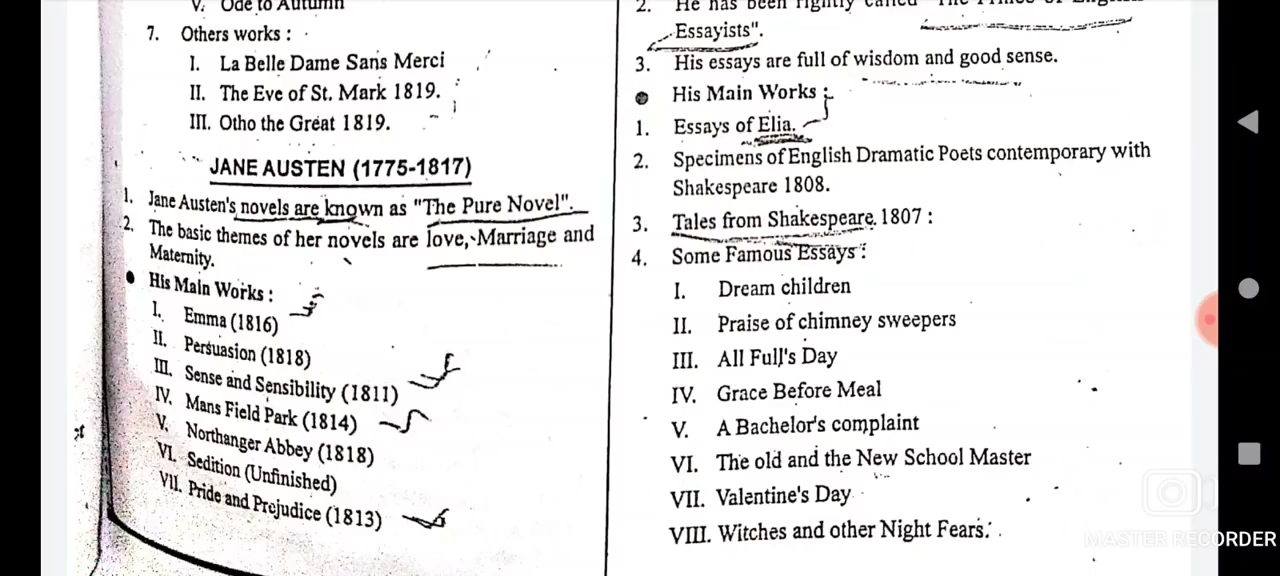 V. Ode to Autumn
7. Others works :
I. La Belle Dame Sans Merci
II. The Eve of St. Mark 1819.
III. Otho the Great 1819.
JANE AUSTEN (1775-1817)
1. Jane Austen's novels are known as "The Pure Novel".
2. The basic themes of her novels are love, Marriage and
Maternity.
● His Main Works :
I. Emma (1816)
II. Persuasion (1818)
III. Sense and Sensibility (1811)
IV. Mans Field Park (1814)
V. Northanger Abbey (1818)
VI. Sedition (Unfinished)
VII. Pride and Prejudice (1813)
2. He has been rightly called "The Prince of English
Essayists".
3. His essays are full of wisdom and good sense.
● His Main Works :
1. Essays of Elia.
2. Specimens of English Dramatic Poets contemporary with
Shakespeare 1808.
3. Tales from Shakespeare 1807 :
4. Some Famous Essays :
I. Dream children
II. Praise of chimney sweepers
III. All Full's Day
IV. Grace Before Meal
V. A Bachelor's complaint
VI. The old and the New School Master
VII. Valentine's Day
VIII. Witches and other Night Fears.
MASTER RECORDER